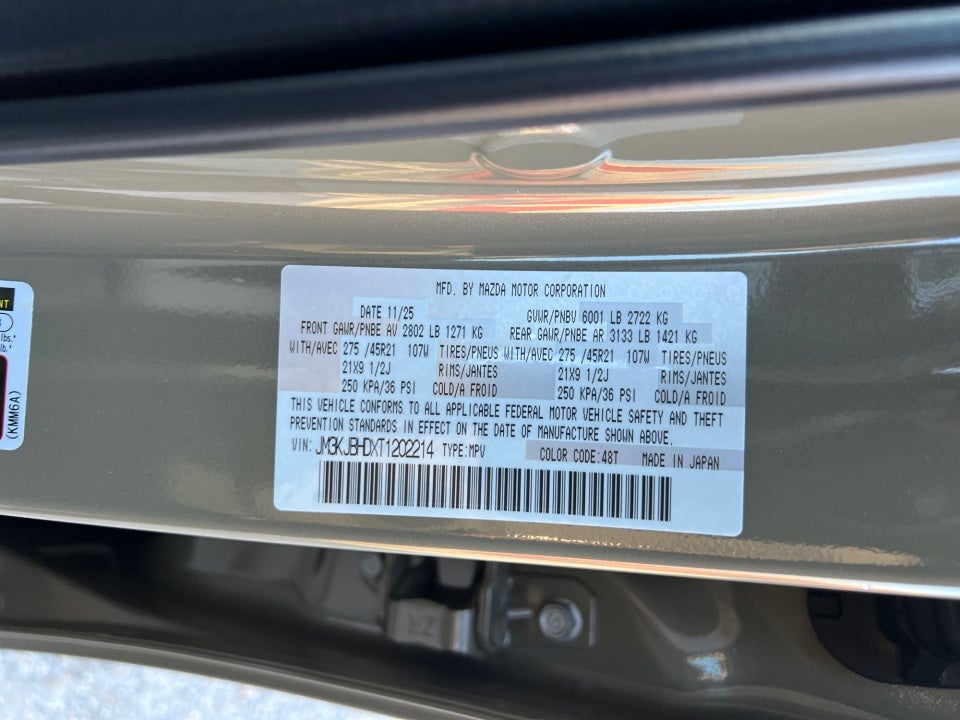 MFD. BY MAZDA MOTOR CORPORATION
DATE 11/25 GVWR/PNBV 6001 LB 2722 KG
FRONT GAWR/PNBE AV 2802 LB 1271 KG REAR GAWR/PNBE AR 3133 LB 1421 KG
WITH/AVEC 275 /45R21 107W TIRES/PNEUS WITH/AVEC 275 /45R21 107W TIRES/PNEUS
21X9 1/2J RIMS/JANTES 21X9 1/2J RIMS/JANTES
250 KPA/36 PSI COLD/A FROID 250 KPA/36 PSI COLD/A FROID
THIS VEHICLE CONFORMS TO ALL APPLICABLE FEDERAL MOTOR VEHICLE SAFETY AND THEFT
PREVENTION STANDARDS IN EFFECT ON THE DATE OF MANUFACTURE SHOWN ABOVE.
VIN: JM3KJBHDXT1202214 TYPE:MPV COLOR CODE:48T MADE IN JAPAN
NT
lbs.*
lb.*
(KMM6A)